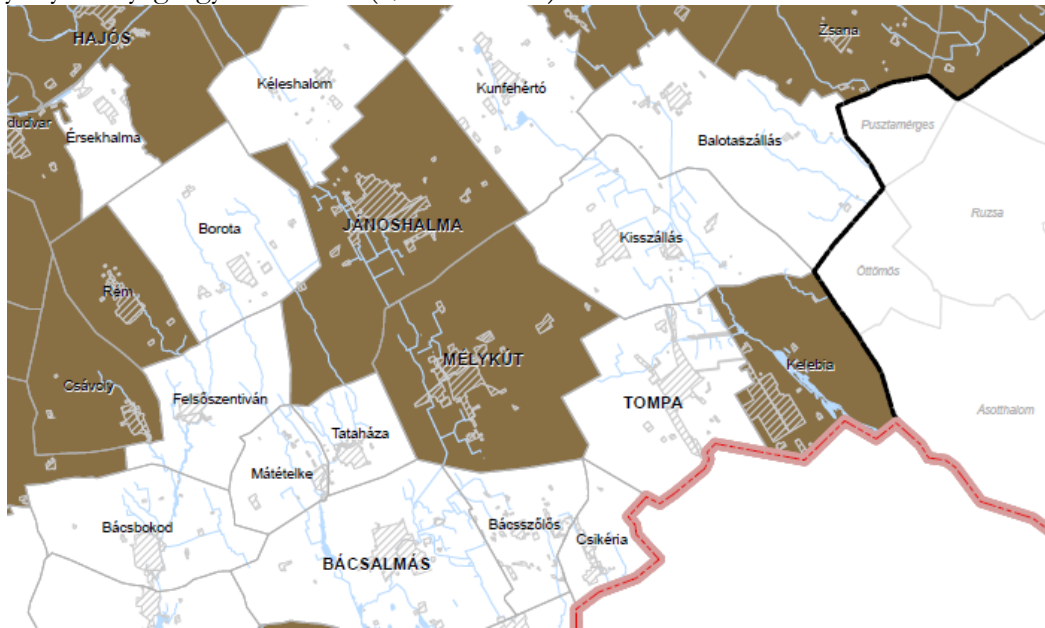 HAJÓS
Zsana
Kéleshalom
Kunfehértó
dudvar
Érsekhalma
Pusztamérges
Balotaszállás
Ruzsa
Borota
JÁNOSHALMA
Kisszállás
Öttömös
Rém
MÉLYKÚT
Kelebia
Csávoly
Felsőszentiván
TOMPA
Ásotthalom
Tataháza
Mátételke
Bácsbokod
Bácsszőlős
Csikéria
BÁCSALMÁS